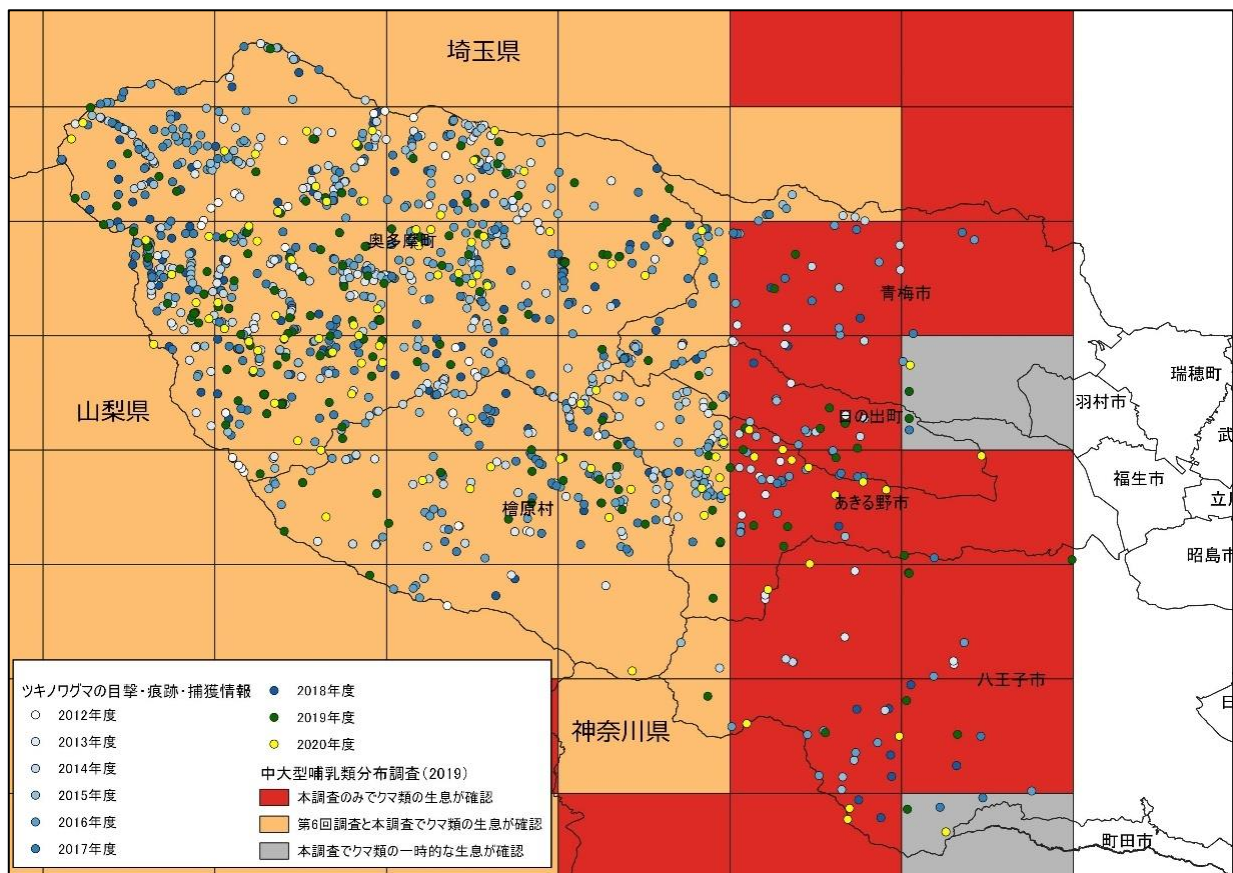 埼玉県
奥多摩町
青梅市
瑞穂町
山梨県
羽村市
日の出町
武
福生市
檜原村
あきる野市
立川
昭島市
八王子市
日
神奈川県
町田市
ツキノワグマの目撃・痕跡・捕獲情報
2012年度
2013年度
2014年度
2015年度
2016年度
2017年度
2018年度
2019年度
2020年度
中大型哺乳類分布調査(2019)
本調査のみでクマ類の生息が確認
第6回調査と本調査でクマ類の生息が確認
本調査でクマ類の一時的な生息が確認